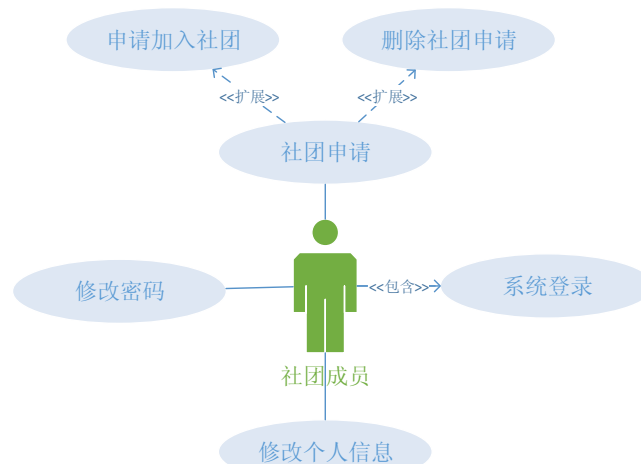 申请加入社团
删除社团申请
<<扩展>>
<<扩展>>
社团申请
修改密码
<<包含>>
系统登录
社团成员
修改个人信息